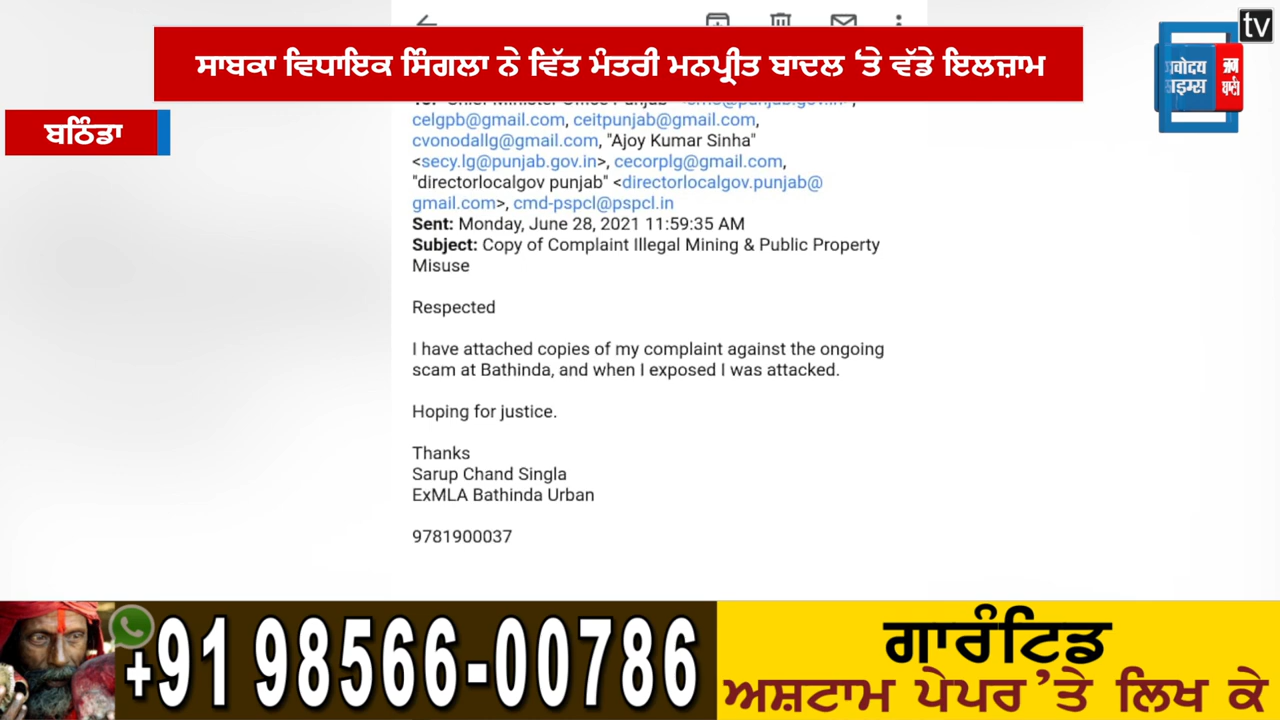 tv
ਸਾਬਕਾ ਵਿਧਾਇਕ ਸਿੰਗਲਾ ਨੇ ਵਿੱਤ ਮੰਤਰੀ ਮਨਪ੍ਰੀਤ ਬਾਦਲ 'ਤੇ ਵੱਡੇ ਇਲਜ਼ਾਮ
ਬਠਿੰਡਾ
celgpb@gmail.com, ceitpunjab@gmail.com,
cvonodallg@gmail.com, "Ajoy Kumar Sinha"
<secy.lg@punjab.gov.in>, cecorplg@gmail.com,
"directorlocalgov punjab" <directorlocalgov.punjab@
gmail.com>, cmd-pspcl@pspcl.in
Sent: Monday, June 28, 2021 11:59:35 AM
Subject: Copy of Complaint Illegal Mining & Public Property
Misuse
Respected
I have attached copies of my complaint against the ongoing
scam at Bathinda, and when I exposed I was attacked.
Hoping for justice.
Thanks
Sarup Chand Singla
ExMLA Bathinda Urban
9781900037
+91 98566-00786
ਗਾਰੰਟਿਡ
ਅਸ਼ਟਾਮ ਪੇਪਰ 'ਤੇ ਲਿਖ ਕੇ